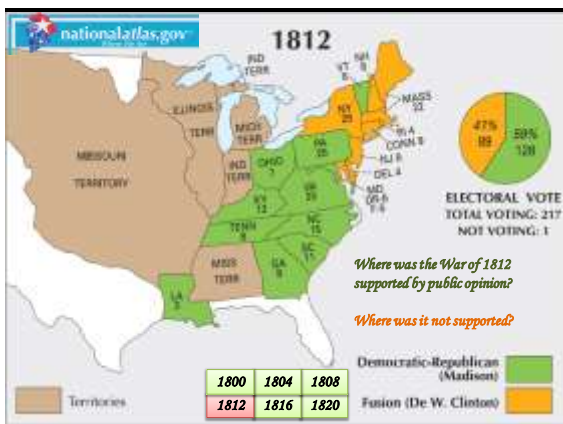 nationalatlas.gov
1812
IND
TERR
NH
8
VT
8
MASS
22
ILLINOIS
TERR
MICH
TERR
NY
29
RI 4
CONN 9
NJ 8
DEL 4
MD
DR-6
F-5
MISSOURI
TERRITORY
IND
TERR
OHIO
7
PA
25
KY
12
VA
25
TENN
8
NC
15
SC
11
MISS
TERR
GA
8
LA
3
41%
89
59%
128
ELECTORAL VOTE
TOTAL VOTING: 217
NOT VOTING: 1
Where was the War of 1812
supported by public opinion?
Where was it not supported?
Democratic-Republican
(Madison)
Fusion (De W. Clinton)
Territories
1800 1804 1808
1812 1816 1820